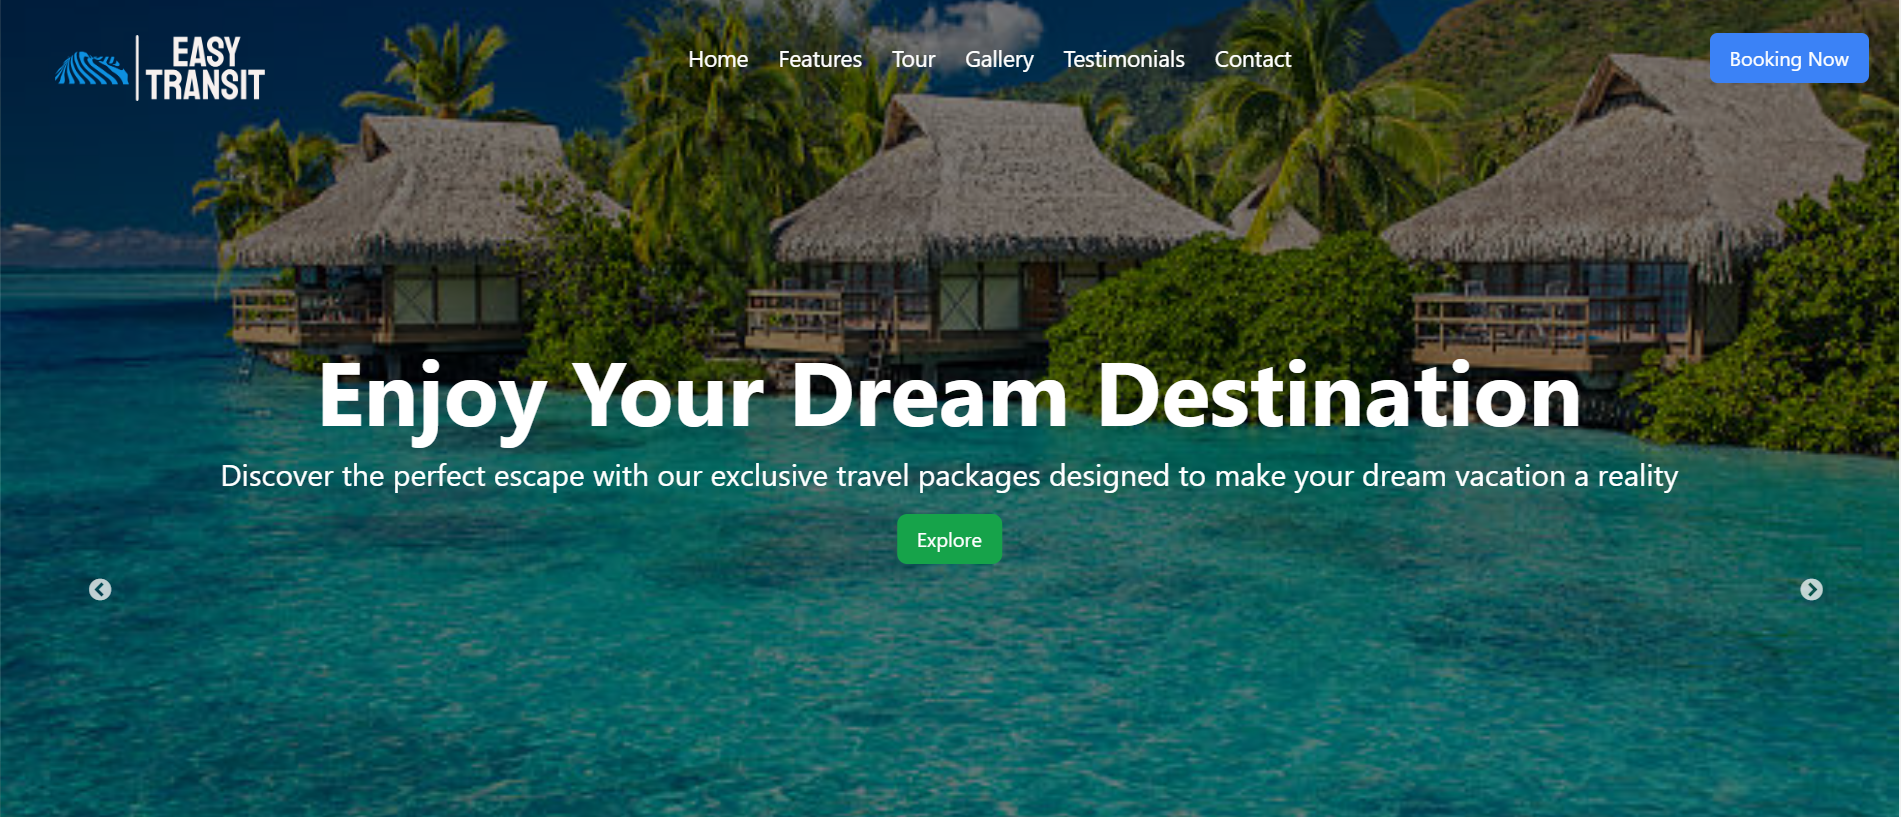 EASY
TRANSIT
Home Features Tour Gallery Testimonials Contact
Booking Now
Enjoy Your Dream Destination
Discover the perfect escape with our exclusive travel packages designed to make your dream vacation a reality
Explore